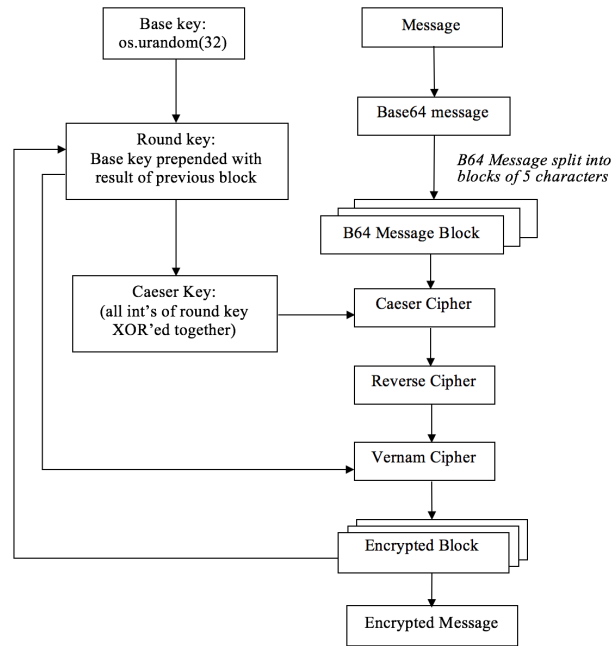 Base key:
os.urandom(32)
Message
Base64 message
Round key:
Base key prepended with
result of previous block
B64 Message split into
blocks of 5 characters
B64 Message Block
Caeser Key:
(all int's of round key
XOR'ed together)
Caeser Cipher
Reverse Cipher
Vernam Cipher
Encrypted Block
Encrypted Message